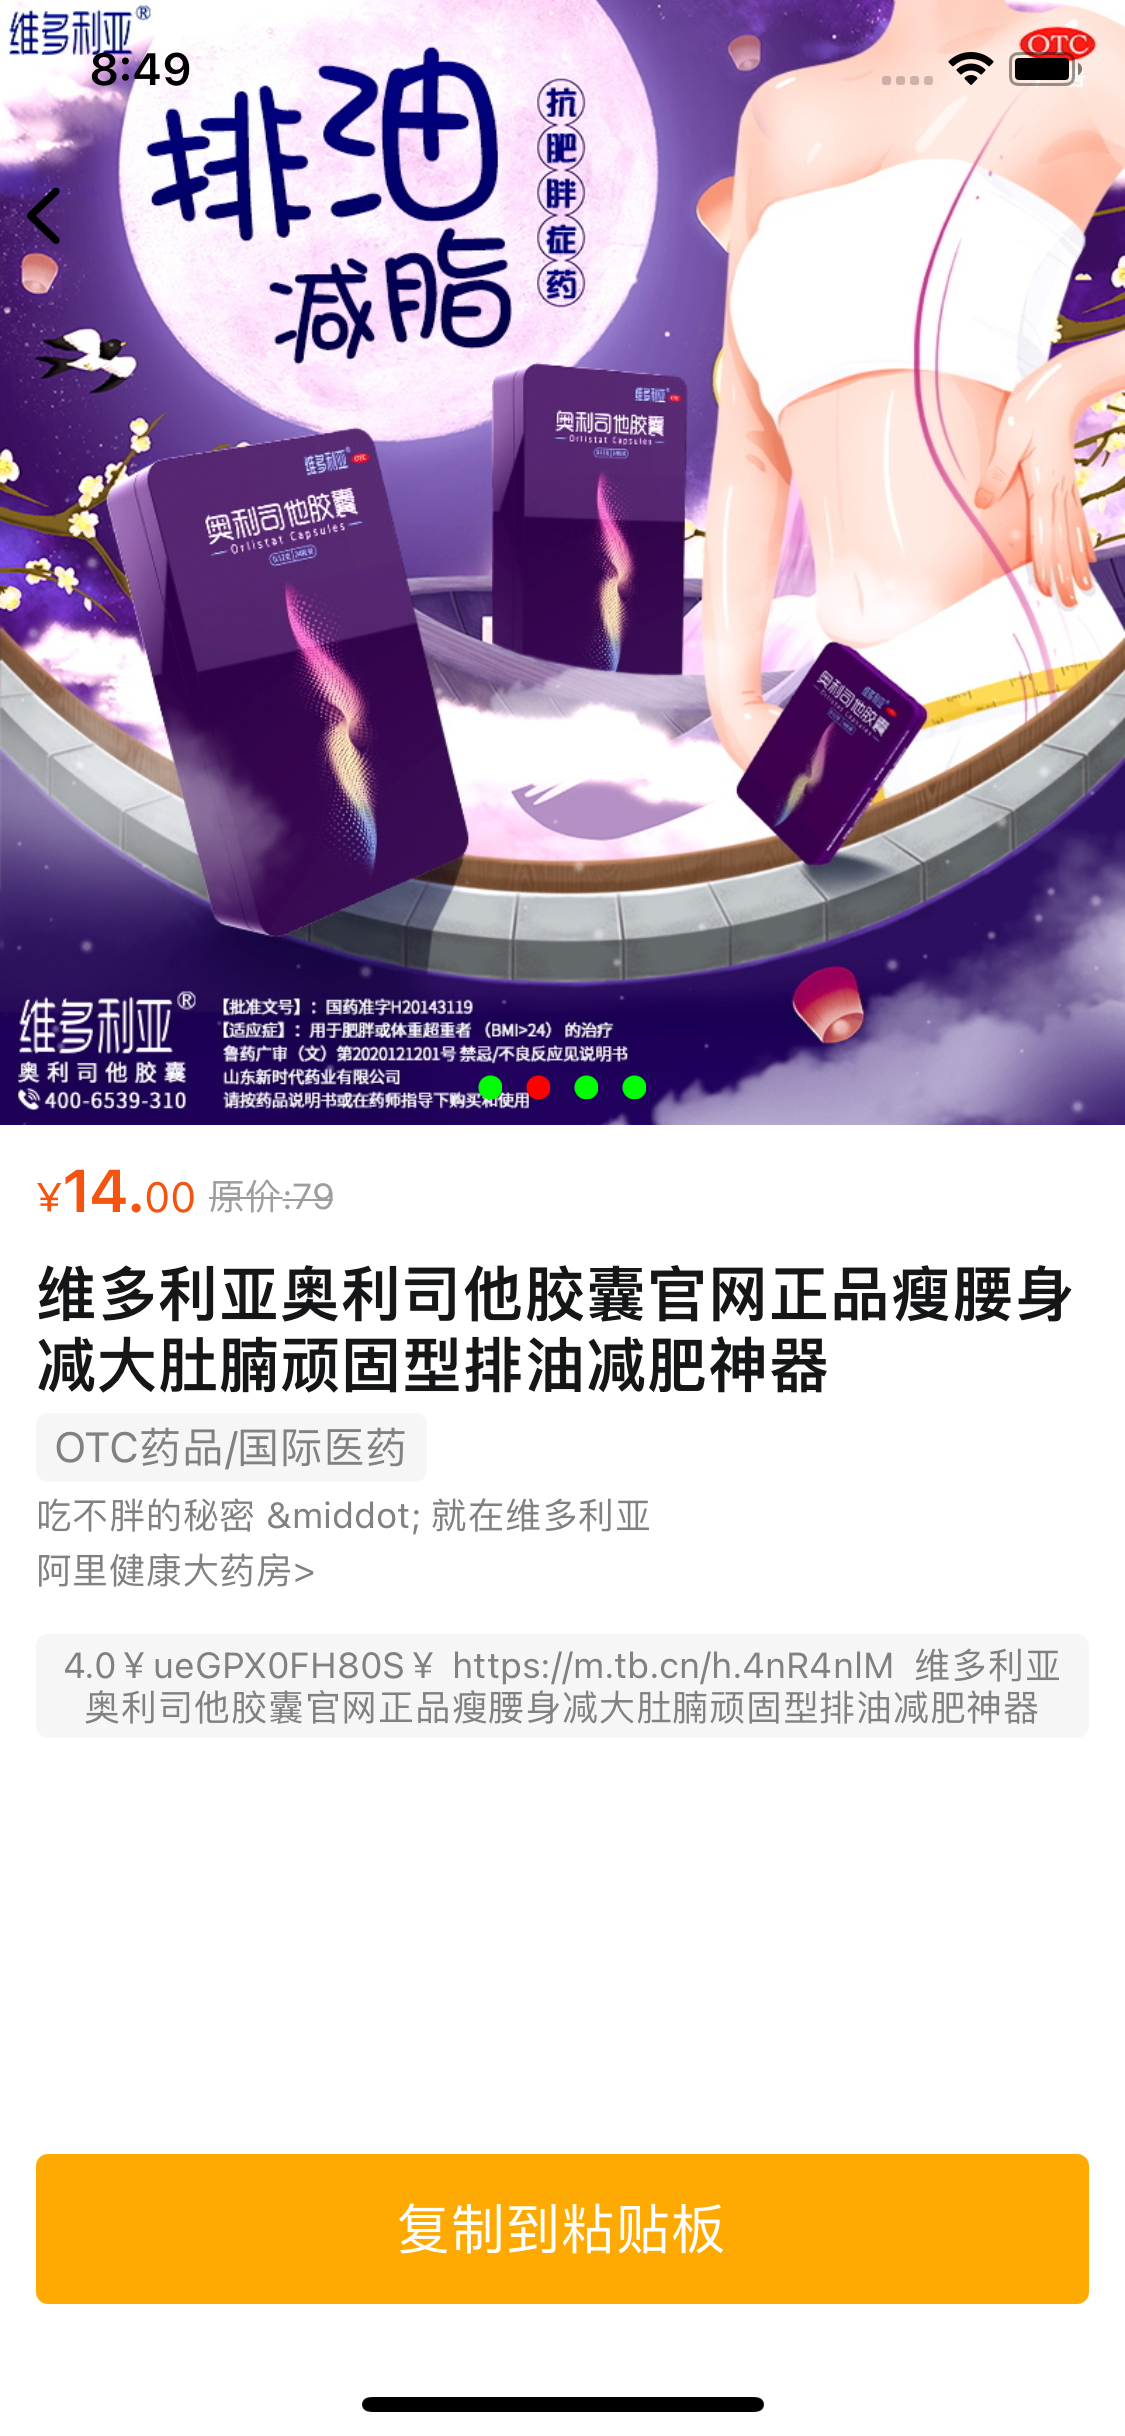 维多利亚®
OTC
8:49
排油
减脂
抗肥胖症药
维多利亚 OTC
奥利司他胶囊
Orlistat Capsules
维多利亚 OTC
奥利司他胶囊
Orlistat Capsules
维多利亚
奥利司他胶囊
Orlistat Capsules
维多利亚®
奥利司他胶囊
400-6539-310
【批准文号】：国药准字H20143119
【适应症】：用于肥胖或体重超重者（BMI>24）的治疗
鲁药广审（文）第2020121201号 禁忌/不良反应见说明书
山东新时代药业有限公司
请按药品说明书或在药师指导下购买和使用
¥14.00 原价:79
维多利亚奥利司他胶囊官网正品瘦腰身
减大肚腩顽固型排油减肥神器
OTC药品/国际医药
吃不胖的秘密 &middot; 就在维多利亚
阿里健康大药房>
4.0￥ueGPX0FH80S￥ https://m.tb.cn/h.4nR4nlM 维多利亚
奥利司他胶囊官网正品瘦腰身减大肚腩顽固型排油减肥神器
复制到粘贴板